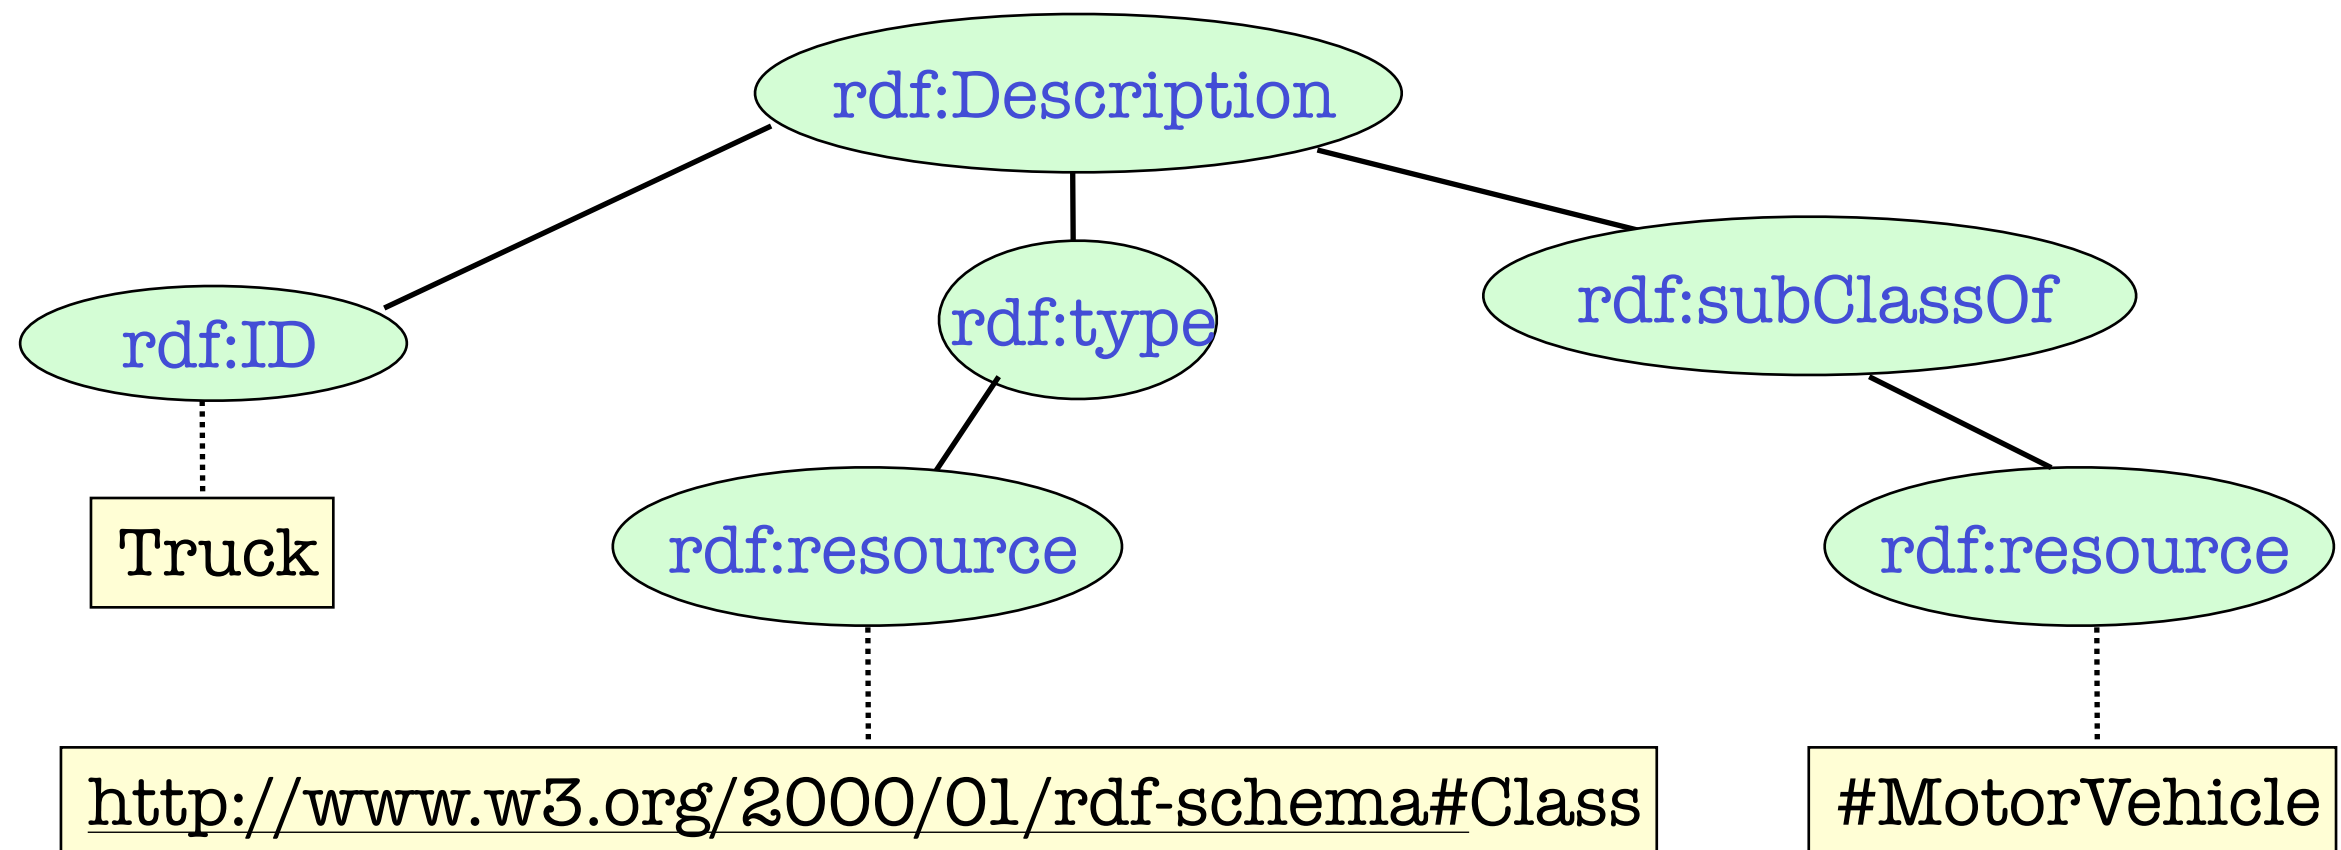 rdf:Description
rdf:ID
rdf:type
rdf:subClassOf
Truck
rdf:resource
rdf:resource
http://www.w3.org/2000/01/rdf-schema#Class
#MotorVehicle